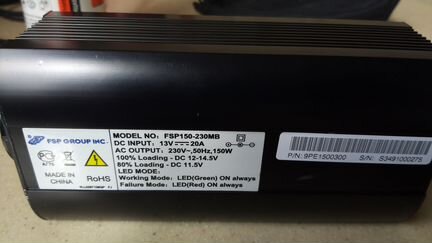 FSP GROUP INC.
MODEL NO: FSP150-230MB
DC INPUT: 13V⎓20A
AC OUTPUT: 230V~,50Hz,150W
100% Loading - DC 12-14.5V
80% Loading - DC 11.5V
LED MODE:
Working Mode: LED(Green) ON always
Failure Mode: LED(Red) ON always
MADE IN
CHINA
RoHS
P/N: 9PE1500300
S/N: S3491000275